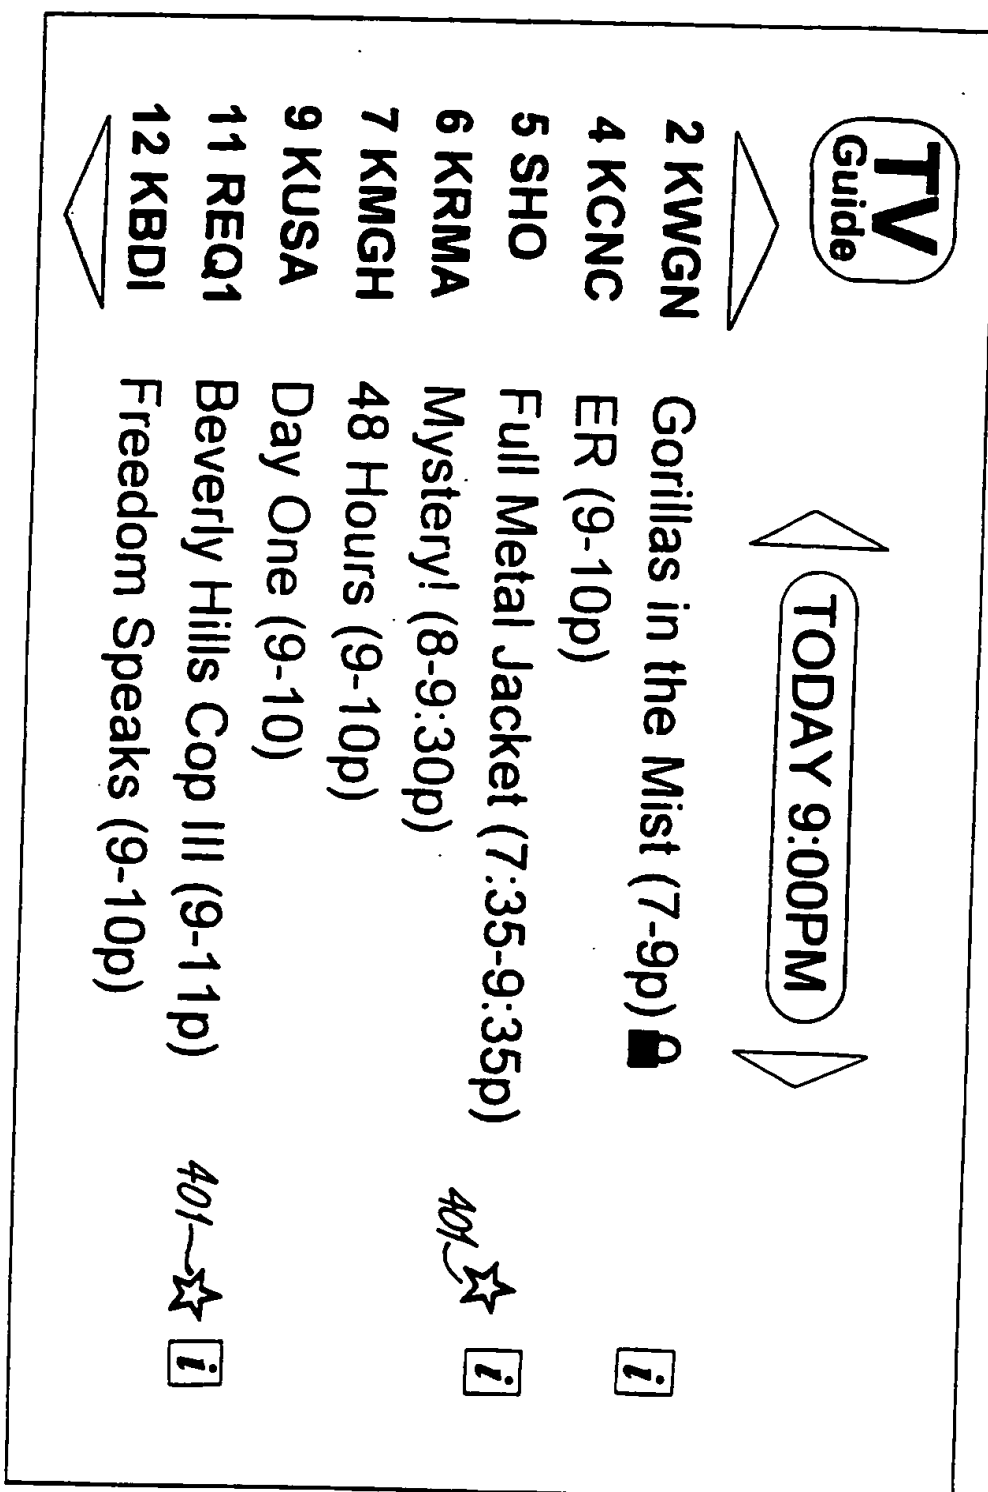 TV
Guide
TODAY 9:00PM
2 KWGN Gorillas in the Mist (7-9p) i
4 KCNC ER (9-10p)
5 SHO Full Metal Jacket (7:35-9:35p) 401 i
6 KRMA Mystery! (8-9:30p)
7 KMGH 48 Hours (9-10p)
9 KUSA Day One (9-10)
11 REQ1 Beverly Hills Cop III (9-11p) 401 i
12 KBDI Freedom Speaks (9-10p)